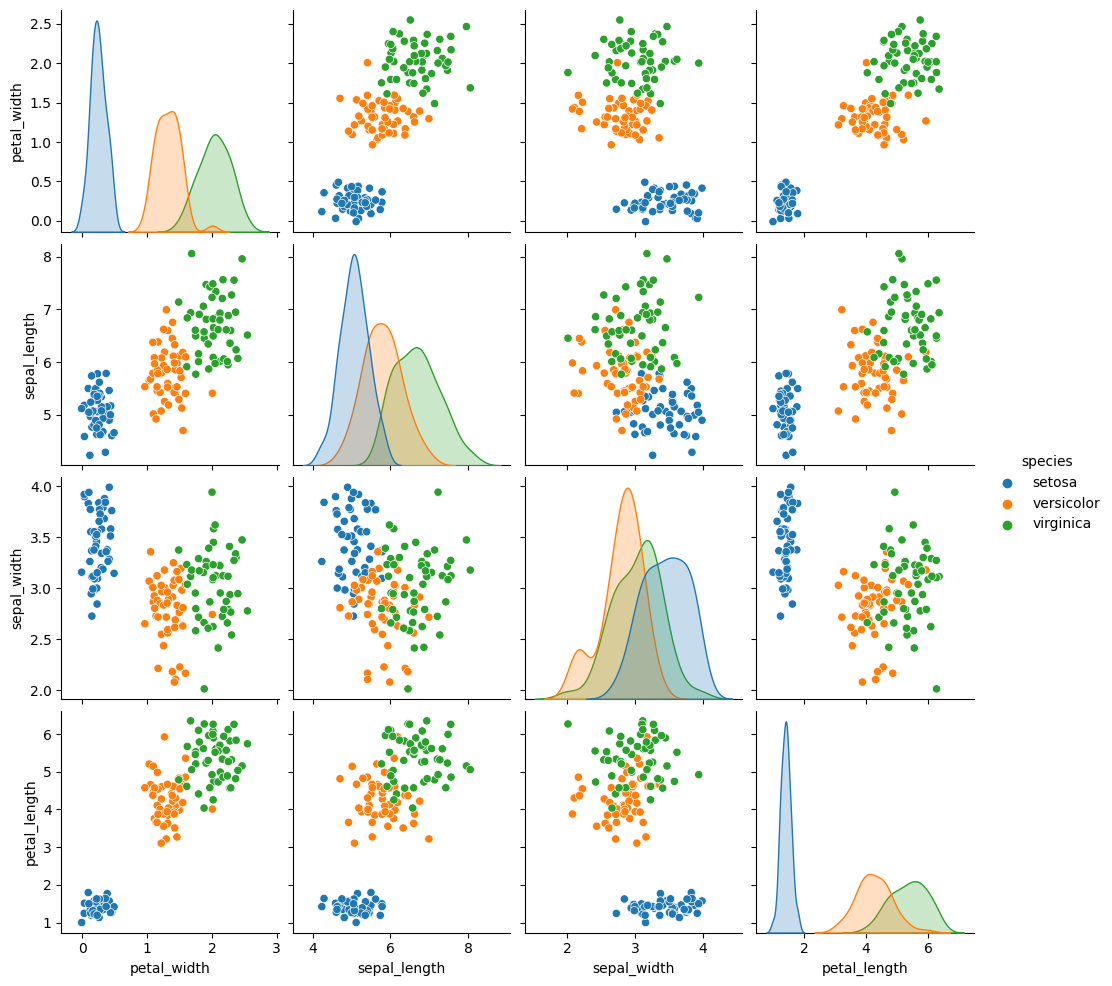 petal_width
2.5
2.0
1.5
1.0
0.5
0.0
sepal_length
8
7
6
5
sepal_width
4.0
3.5
3.0
2.5
2.0
petal_length
6
5
4
3
2
1
0 1 2 3
4 6 8
2 3 4
2 4 6
petal_width
sepal_length
sepal_width
petal_length
species
setosa
versicolor
virginica